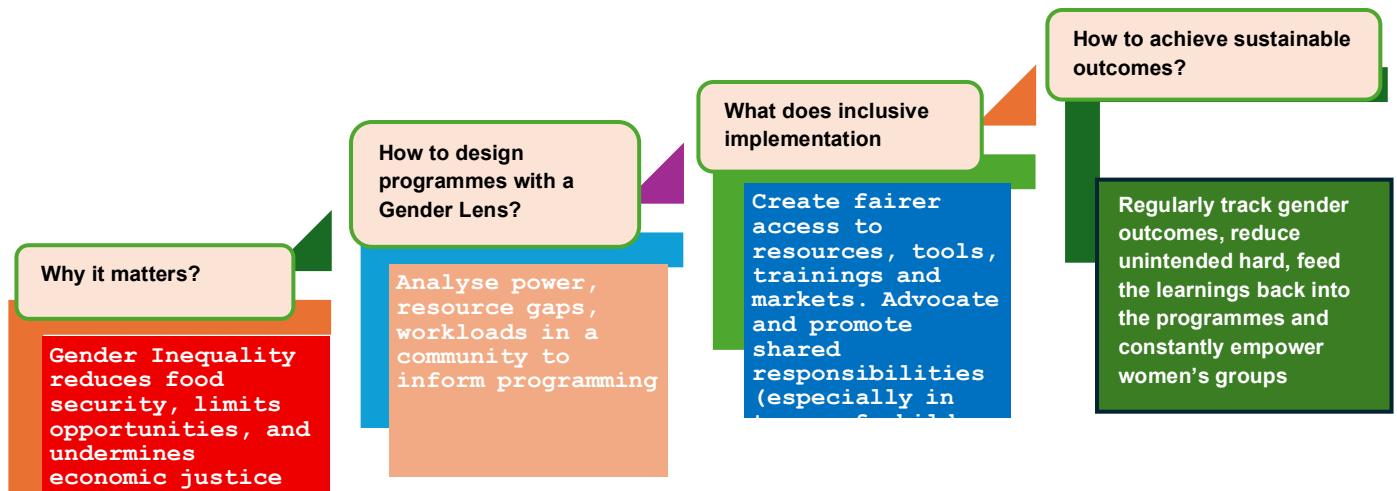 Why it matters?
Gender Inequality
reduces food
security, limits
opportunities, and
undermines
economic justice
How to design
programmes with a
Gender Lens?
Analyse power,
resource gaps,
workloads in a
community to
inform programming
What does inclusive
implementation
Create fairer
access to
resources, tools,
trainings and
markets. Advocate
and promote
shared
responsibilities
(especially in
How to achieve sustainable
outcomes?
Regularly track gender
outcomes, reduce
unintended hard, feed
the learnings back into
the programmes and
constantly empower
women's groups